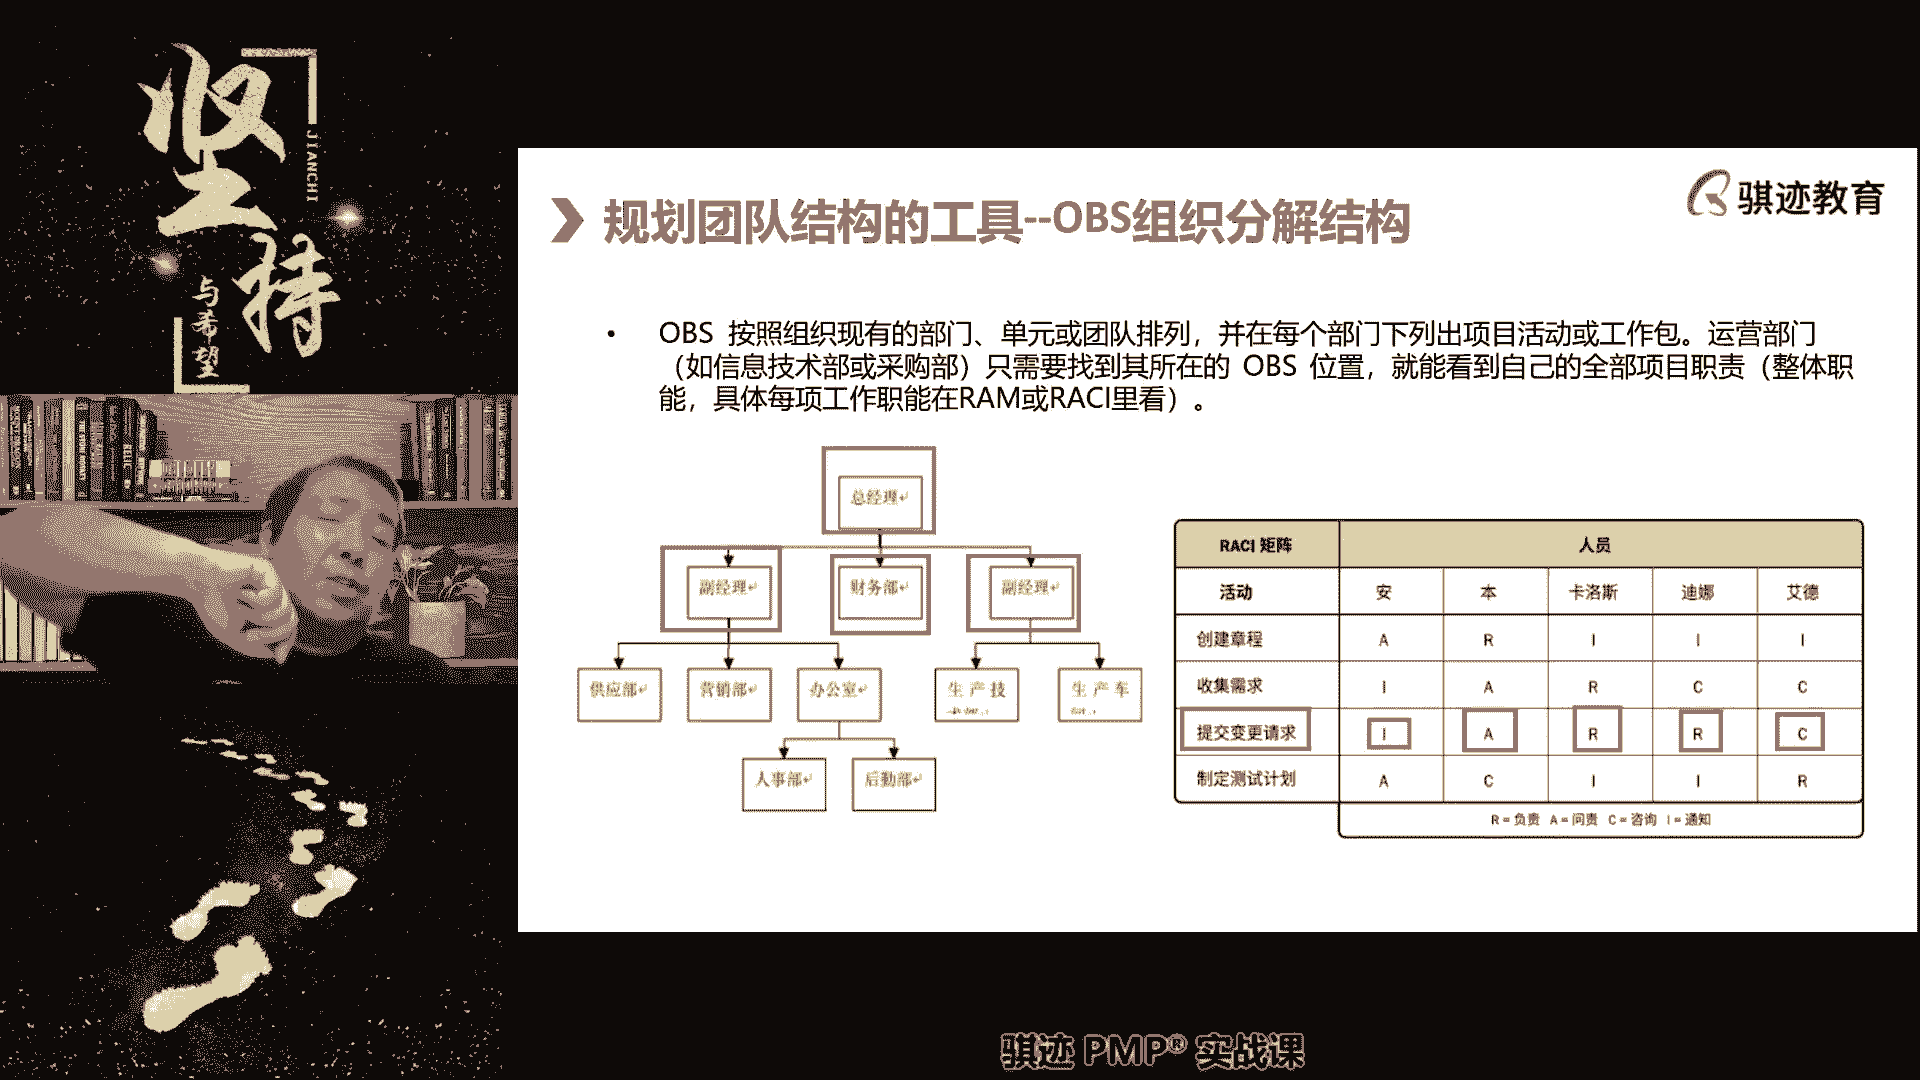 坚持
JIANCHI
与希望
骐迹教育
规划团队结构的工具--OBS组织分解结构
• OBS 按照组织现有的部门、单元或团队排列，并在每个部门下列出项目活动或工作包。运营部门
（如信息技术部或采购部）只需要找到其所在的 OBS 位置，就能看到自己的全部项目职责（整体职
能，具体每项工作职能在RAM或RACI里看）。
总经理
副经理 财务部 副经理
供应部 营销部 办公室 生产技 生产车
人事部 后勤部
RACI 矩阵 人员
活动 安 本 卡洛斯 迪娜 艾德
创建章程 A R I I I
收集需求 I A R C C
提交变更请求 I A R R C
制定测试计划 A C I I R
R = 负责 A = 问责 C = 咨询 I = 通知
骐迹 PMP® 实战课